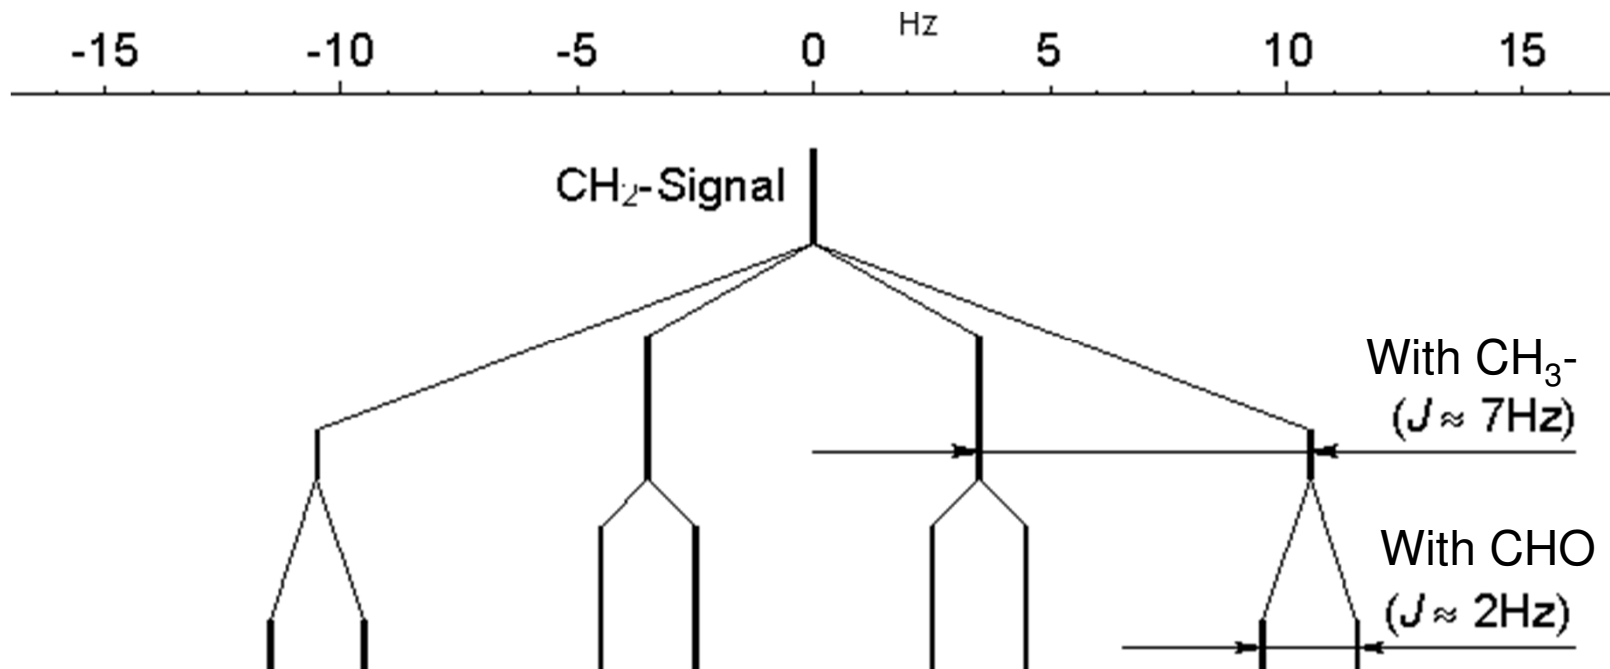 Hz
-15 -10 -5 0 5 10 15
CH₂-Signal
With CH₃-
(J ≈ 7Hz)
With CHO
(J ≈ 2Hz)